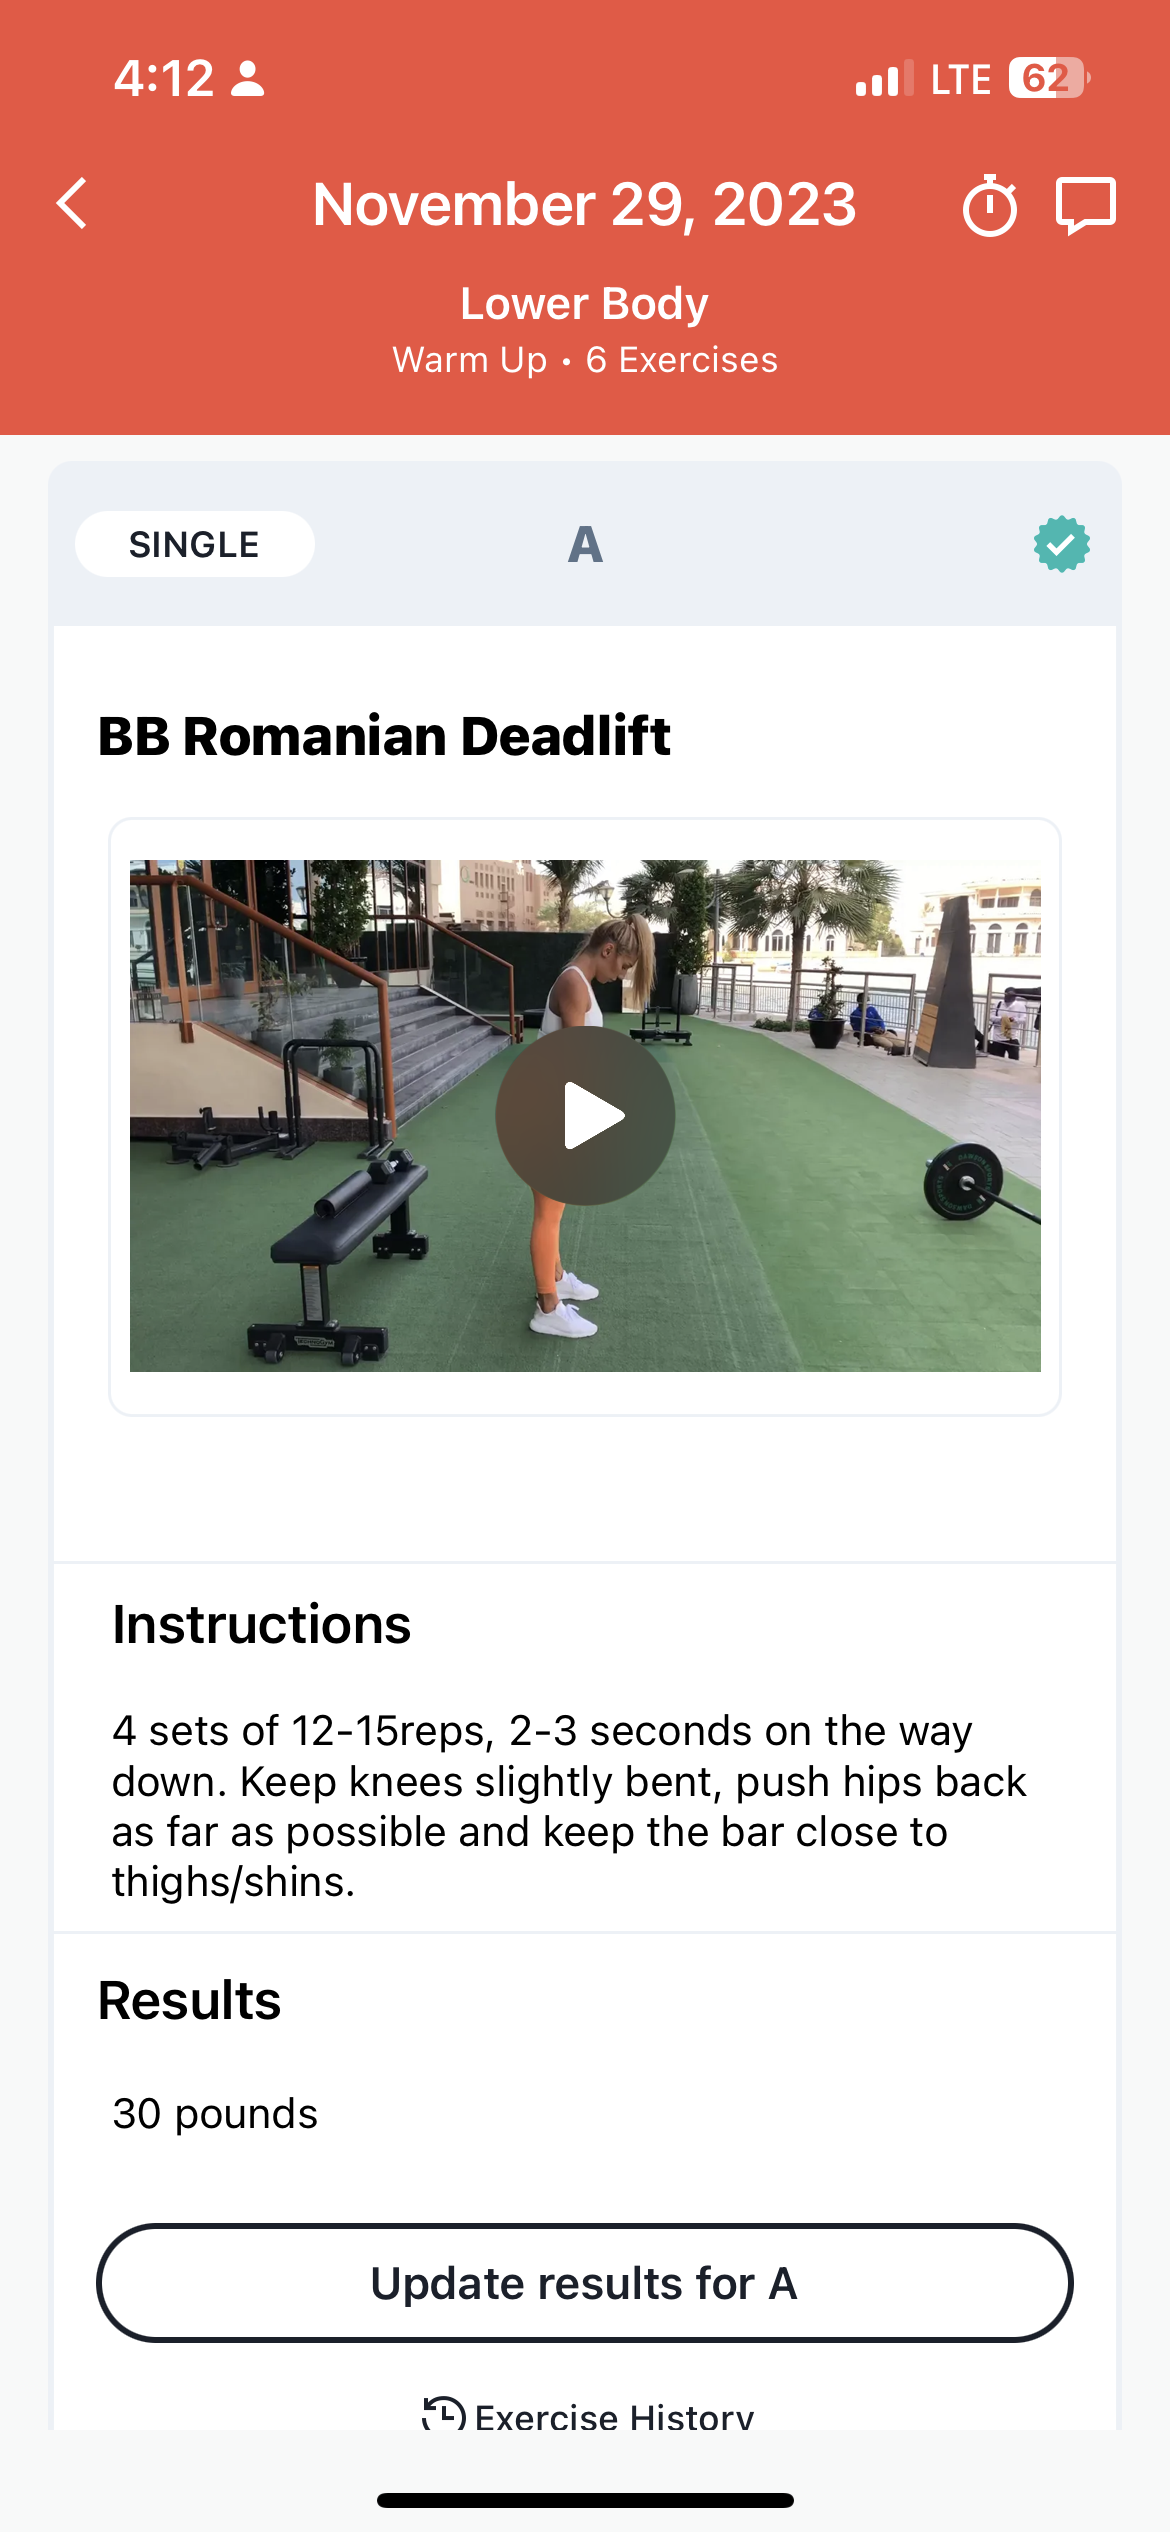 4:12
LTE 62
November 29, 2023
Lower Body
Warm Up • 6 Exercises
SINGLE
A
BB Romanian Deadlift
Instructions
4 sets of 12-15reps, 2-3 seconds on the way
down. Keep knees slightly bent, push hips back
as far as possible and keep the bar close to
thighs/shins.
Results
30 pounds
Update results for A
Exercise History